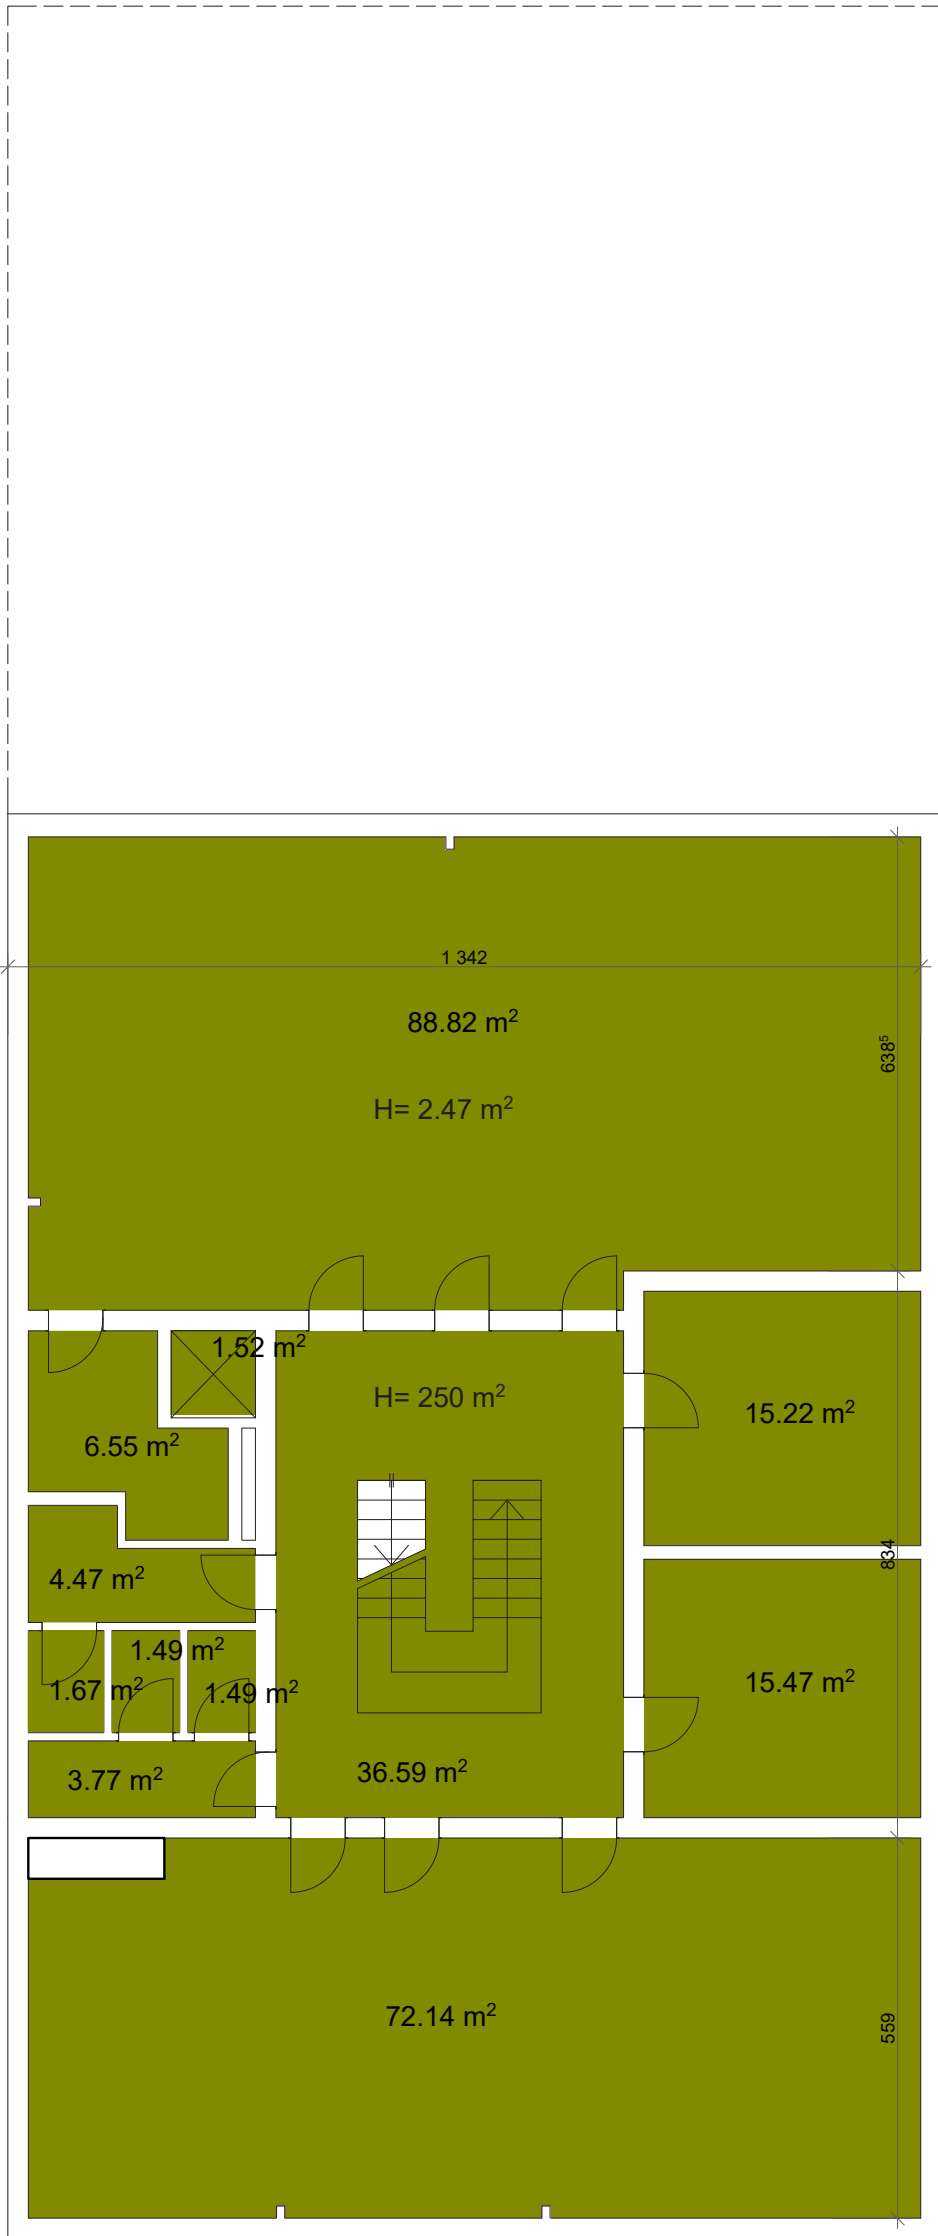 1 342
88.82 m²
638⁵
H= 2.47 m²
1.52 m²
H= 250 m²
15.22 m²
6.55 m²
834
4.47 m²
1.49 m²
1.67 m²
1.49 m²
15.47 m²
36.59 m²
3.77 m²
72.14 m²
559